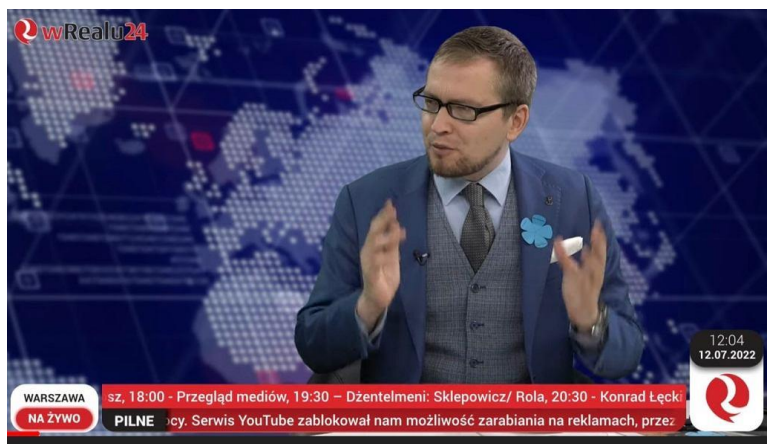 wRealu24
12:04
12.07.2022
WARSZAWA
NA ŻYWO
sz, 18:00 - Przegląd mediów, 19:30 – Dżentelmeni: Sklepowicz/ Rola, 20:30 - Konrad Łęcki
PILNE
ocy. Serwis YouTube zablokował nam możliwość zarabiania na reklamach, przez